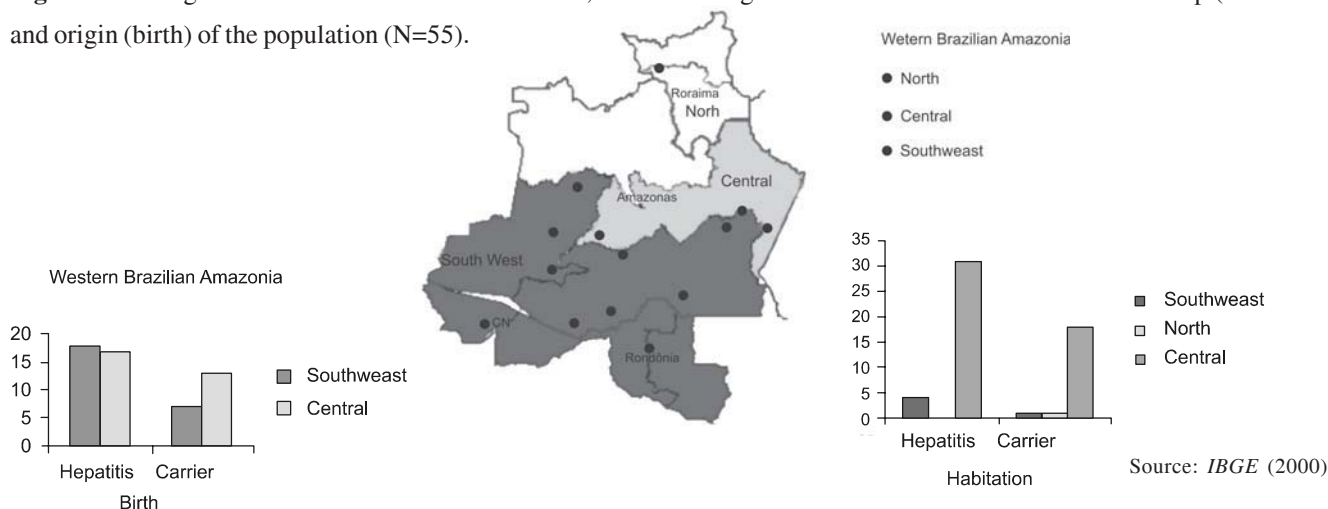 and origin (birth) of the population (N=55).
Wetern Brazilian Amazonia
North
Central
Southwest
Roraima
Norh
Central
Amazonas
South West
CN
Rondônia
Western Brazilian Amazonia
20
15
10
5
0
Hepatitis Carrier
Birth
Southwest
Central
35
30
25
20
15
10
5
0
Hepatitis Carrier
Habitation
Southwest
North
Central
Source: IBGE (2000)